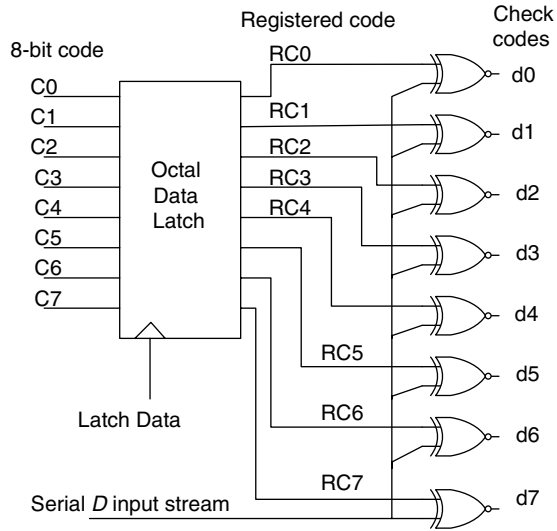 Registered code
Check
codes
8-bit code
C0
C1
C2
C3
C4
C5
C6
C7
Octal
Data
Latch
Latch Data
Serial D input stream
RC0
RC1
RC2
RC3
RC4
RC5
RC6
RC7
d0
d1
d2
d3
d4
d5
d6
d7